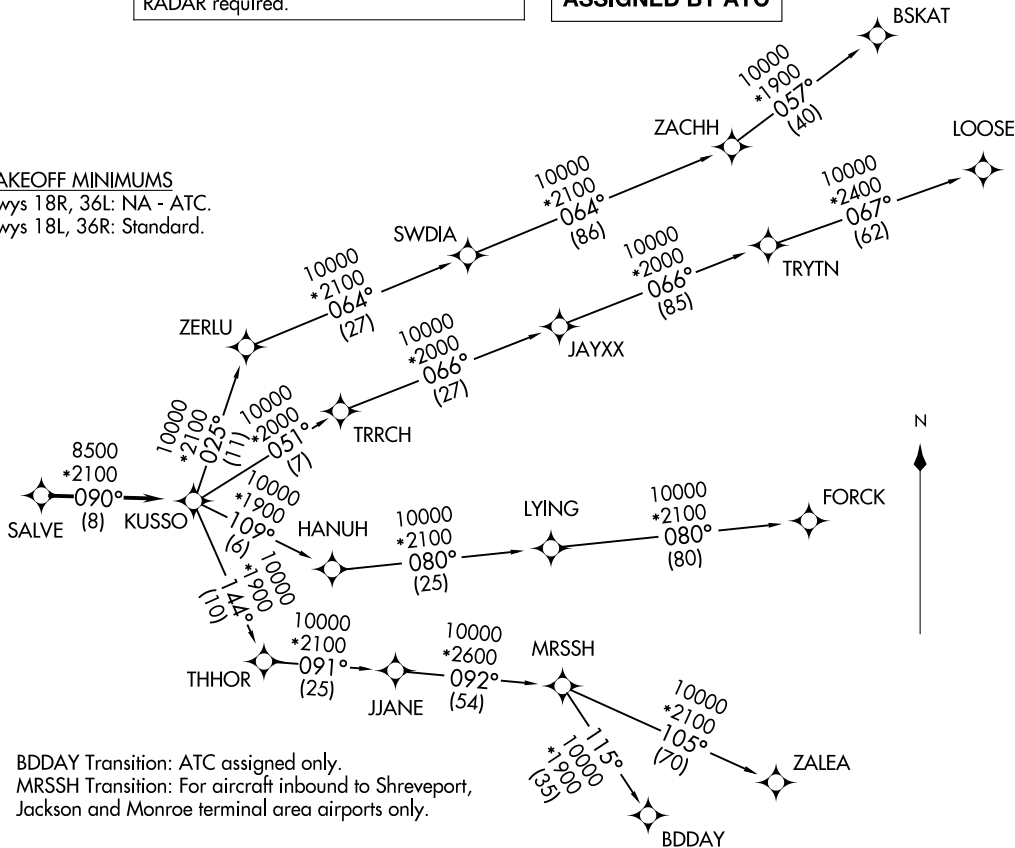 RADAR required.
ASSIGNED BY ATC
BSKAT
10000
*1900
057°
(40)
ZACHH
LOOSE
AKEOFF MINIMUMS
wys 18R, 36L: NA - ATC.
wys 18L, 36R: Standard.
10000
*2100
064°
(86)
10000
*2400
067°
(62)
SWDIA
TRYTN
10000
*2100
064°
(27)
10000
*2000
066°
(85)
ZERLU
JAYXX
10000
*2000
066°
(27)
10000
*2100
025°
(11)
10000
*2000
051°
(7)
TRRCH
N
8500
*2100
090°
(8)
SALVE
KUSSO
10000
*1900
109°
(6)
HANUH
10000
*2100
080°
(25)
LYING
10000
*2100
080°
(80)
FORCK
10000
*1900
144°
(10)
THHOR
10000
*2100
091°
(25)
JJANE
10000
*2600
092°
(54)
MRSSH
10000
*2100
105°
(70)
ZALEA
115°
10000
*1900
(35)
BDDAY
BDDAY Transition: ATC assigned only.
MRSSH Transition: For aircraft inbound to Shreveport,
Jackson and Monroe terminal area airports only.